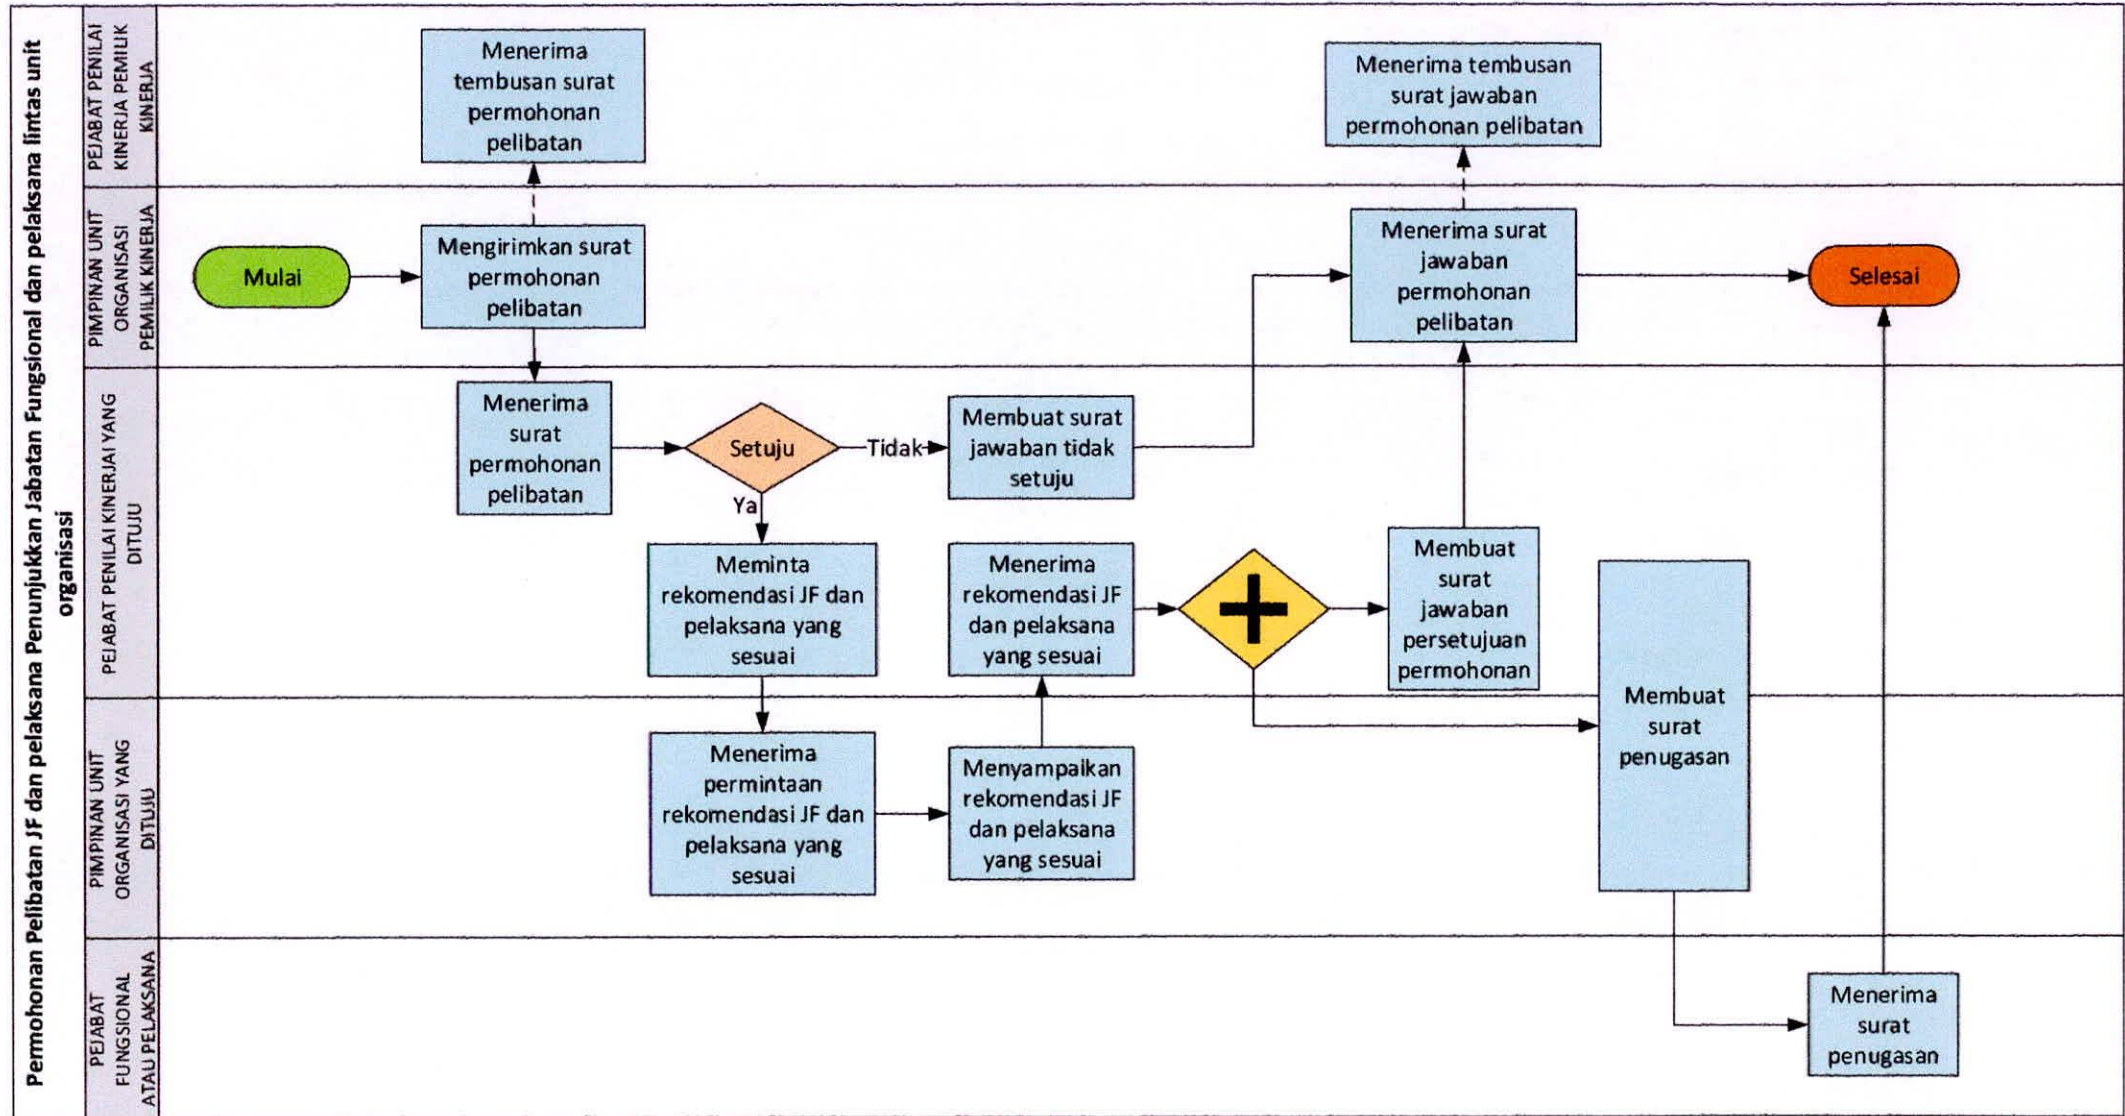 Permohonan Pelibatan JF dan pelaksana Penunjukkan Jabatan Fungsional dan pelaksana lintas unit
organisasi
PEJABAT PENILAI
KINERJA PEMILIK
KINERJA
Menerima
tembusan surat
permohonan
pelibatan
Menerima tembusan
surat jawaban
permohonan pelibatan
PIMPINAN UNIT
ORGANISASI
PEMILIK KINERJA
Mulai
Mengirimkan surat
permohonan
pelibatan
Menerima surat
jawaban
permohonan
pelibatan
Selesai
PEJABAT PENILAI KINERJAI YANG
DITUJU
Menerima
surat
permohonan
pelibatan
Setuju
Tidak
Ya
Membuat surat
jawaban tidak
setuju
Meminta
rekomendasi JF dan
pelaksana yang
sesuai
Menerima
rekomendasi JF
dan pelaksana
yang sesuai
Membuat
surat
jawaban
persetujuan
permohonan
Membuat
surat
penugasan
PIMPINAN UNIT
ORGANISASI YANG
DITUJU
Menerima
permintaan
rekomendasi JF dan
pelaksana yang
sesuai
Menyampaikan
rekomendasi JF
dan pelaksana
yang sesuai
PEJABAT
FUNGSIONAL
ATAU PELAKSANA
Menerima
surat
penugasan